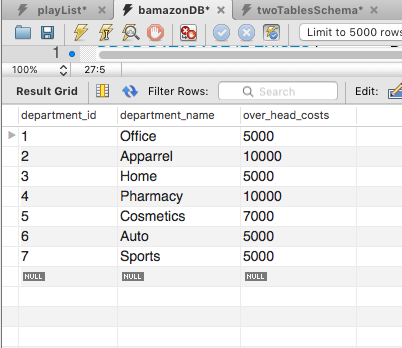 playList* bamazonDB* twoTablesSchema*
Limit to 5000 rows
1
100% 27:5
Result Grid Filter Rows: Search Edit:
department_id department_name over_head_costs
1 Office 5000
2 Apparrel 10000
3 Home 5000
4 Pharmacy 10000
5 Cosmetics 7000
6 Auto 5000
7 Sports 5000
NULL NULL NULL